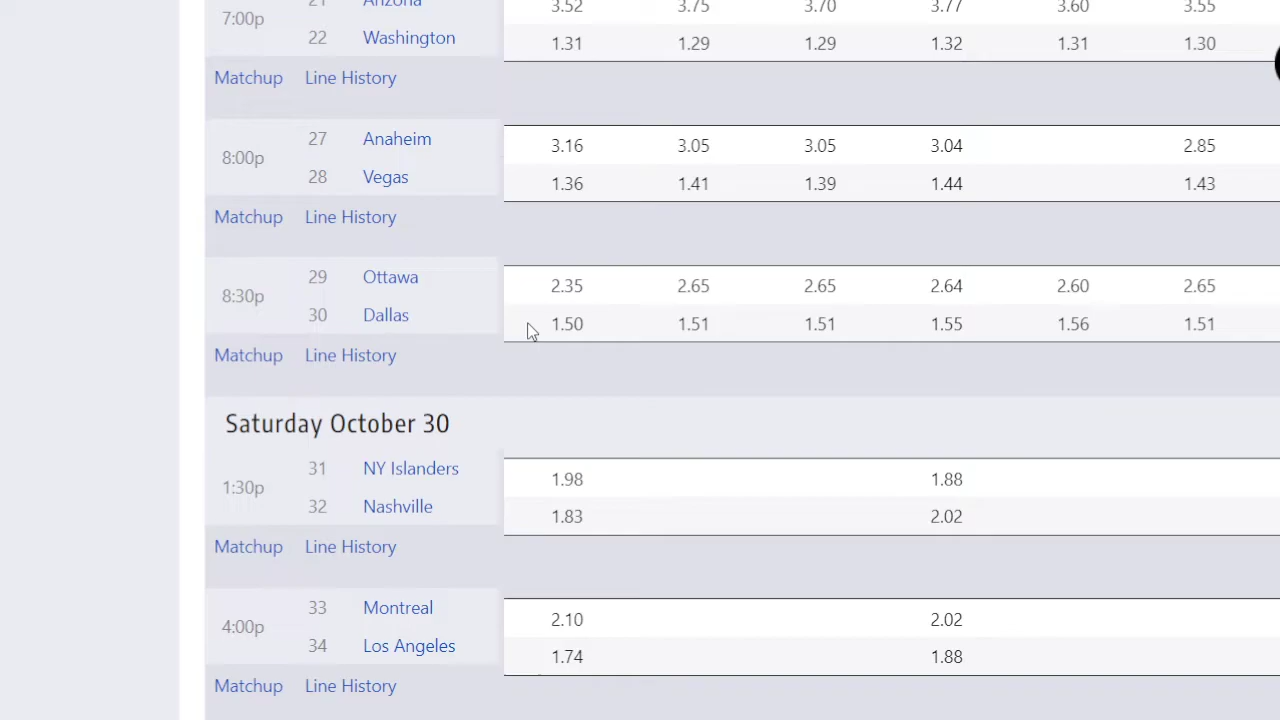 21 Arizona 3.52 3.75 3.70 3.77 3.60 3.55
7:00p
22 Washington 1.31 1.29 1.29 1.32 1.31 1.30
Matchup Line History
27 Anaheim 3.16 3.05 3.05 3.04 2.85
8:00p
28 Vegas 1.36 1.41 1.39 1.44 1.43
Matchup Line History
29 Ottawa 2.35 2.65 2.65 2.64 2.60 2.65
8:30p
30 Dallas 1.50 1.51 1.51 1.55 1.56 1.51
Matchup Line History
Saturday October 30
31 NY Islanders 1.98 1.88
1:30p
32 Nashville 1.83 2.02
Matchup Line History
33 Montreal 2.10 2.02
4:00p
34 Los Angeles 1.74 1.88
Matchup Line History